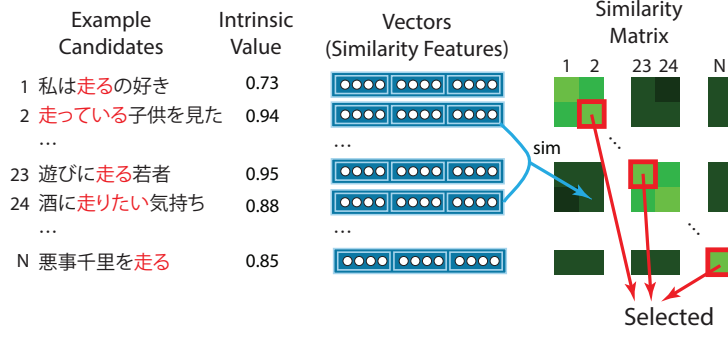 Example Candidates
Intrinsic Value
Vectors
(Similarity Features)
Similarity Matrix
1 2 23 24 N
1 私は走るの好き 0.73
2 走っている子供を見た 0.94
… …
sim
23 遊びに走る若者 0.95
24 酒に走りたい気持ち 0.88
… …
N 悪事千里を走る 0.85
Selected